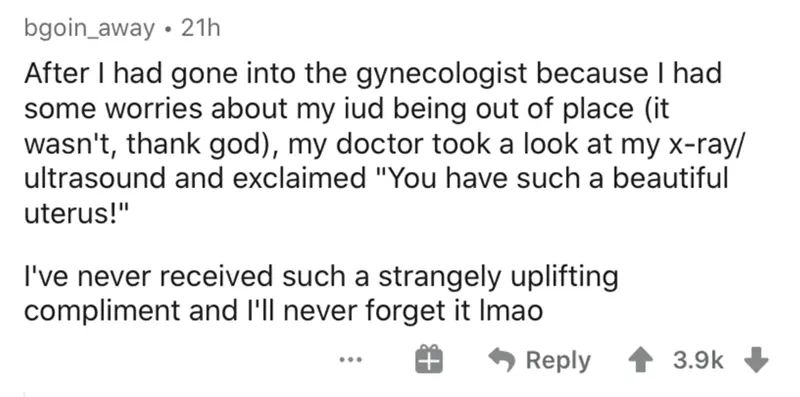 bgoin_away • 21h
After I had gone into the gynecologist because I had
some worries about my iud being out of place (it
wasn't, thank god), my doctor took a look at my x-ray/
ultrasound and exclaimed "You have such a beautiful
uterus!"
I've never received such a strangely uplifting
compliment and I'll never forget it lmao
Reply 3.9k